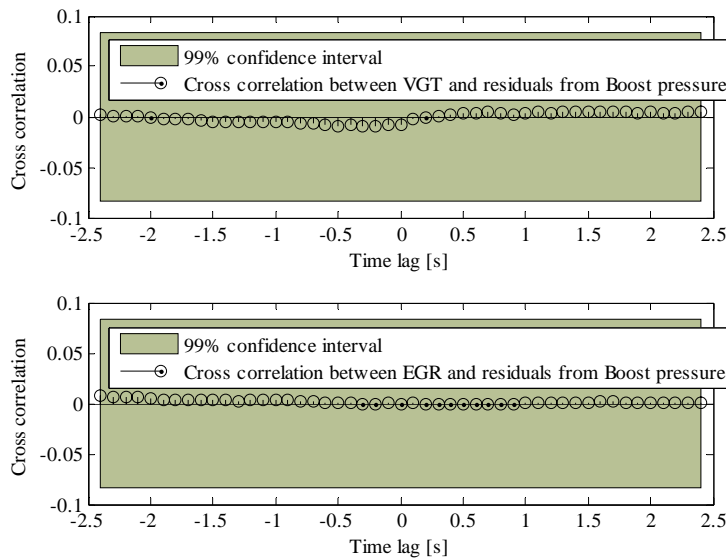 0.1
0.05
0
-0.05
-0.1
Cross correlation
99% confidence interval
Cross correlation between VGT and residuals from Boost pressure
-2.5 -2 -1.5 -1 -0.5 0 0.5 1 1.5 2 2.5
Time lag [s]
0.1
0.05
0
-0.05
-0.1
Cross correlation
99% confidence interval
Cross correlation between EGR and residuals from Boost pressure
-2.5 -2 -1.5 -1 -0.5 0 0.5 1 1.5 2 2.5
Time lag [s]